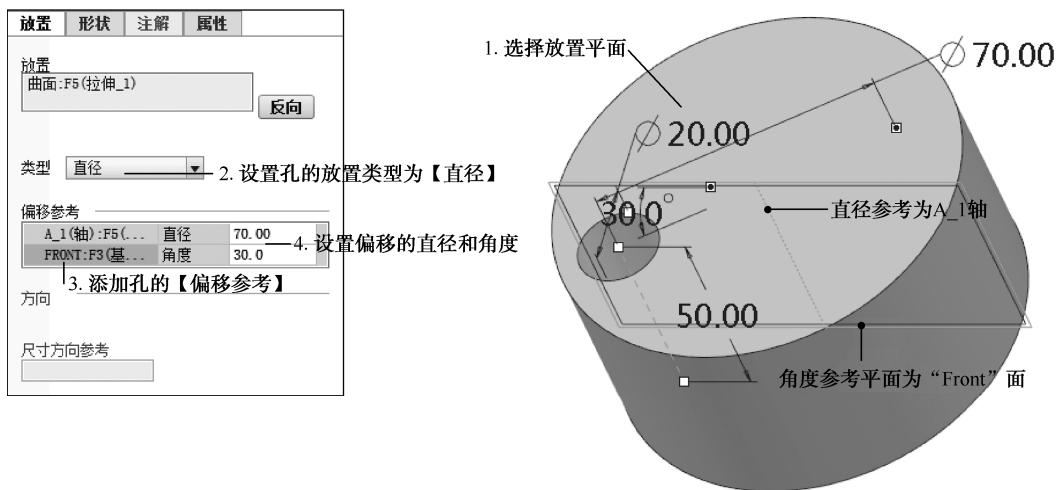 放置 形状 注解 属性
放置
曲面:F5(拉伸_1)
反向
类型 直径
2. 设置孔的放置类型为【直径】
偏移参考
A_1(轴):F5(... 直径 70.00
FRONT:F3(基... 角度 30.0
4. 设置偏移的直径和角度
3. 添加孔的【偏移参考】
方向
尺寸方向参考
1. 选择放置平面
∅ 70.00
∅ 20.00
30.0°
直径参考为A_1轴
50.00
角度参考平面为“Front”面